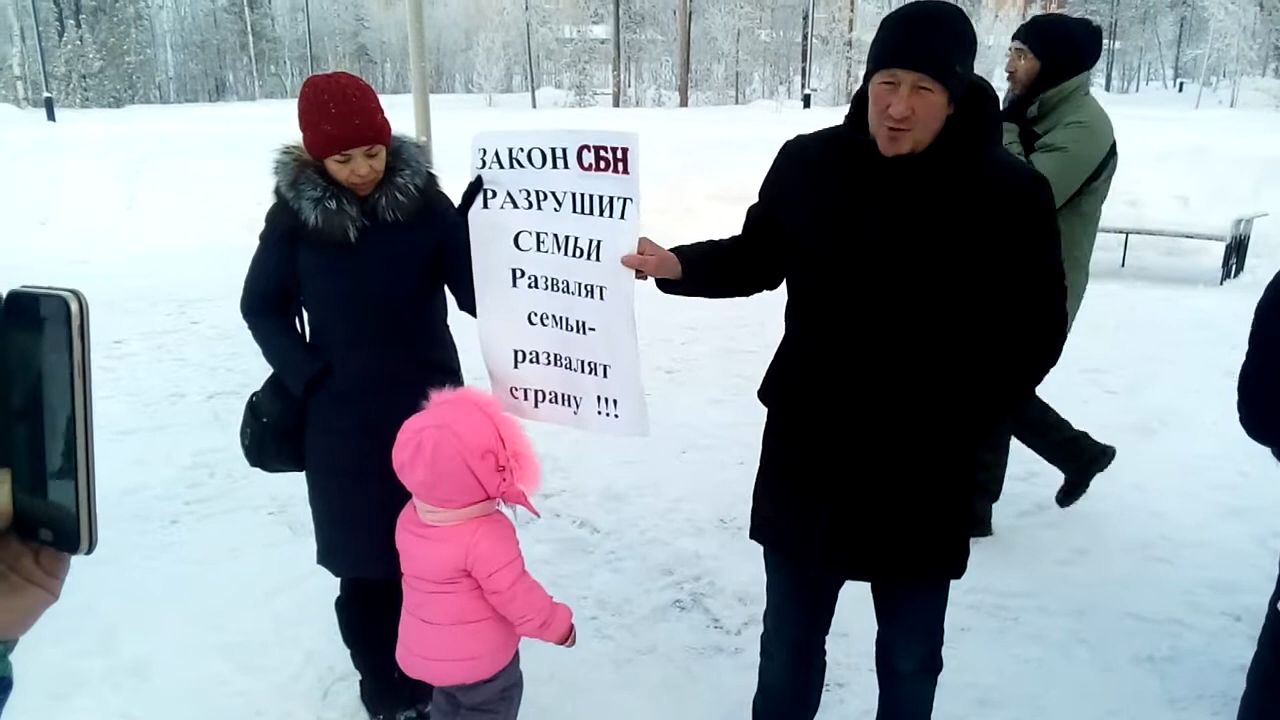 ЗАКОН СБН
РАЗРУШИТ
СЕМЬИ
Развалят
семьи-
развалят
страну !!!